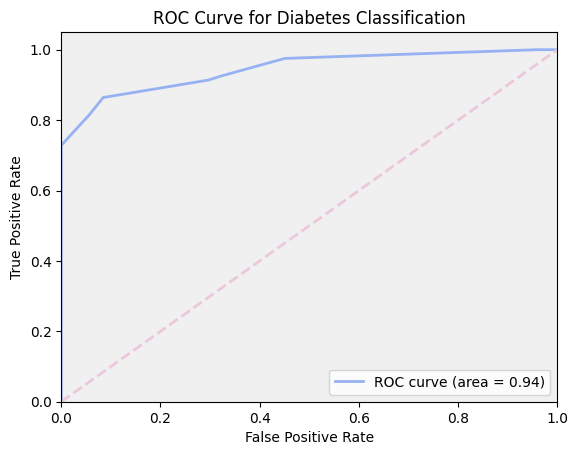 ROC Curve for Diabetes Classification
True Positive Rate
1.0
0.8
0.6
0.4
0.2
0.0
ROC curve (area = 0.94)
0.0 0.2 0.4 0.6 0.8 1.0
False Positive Rate